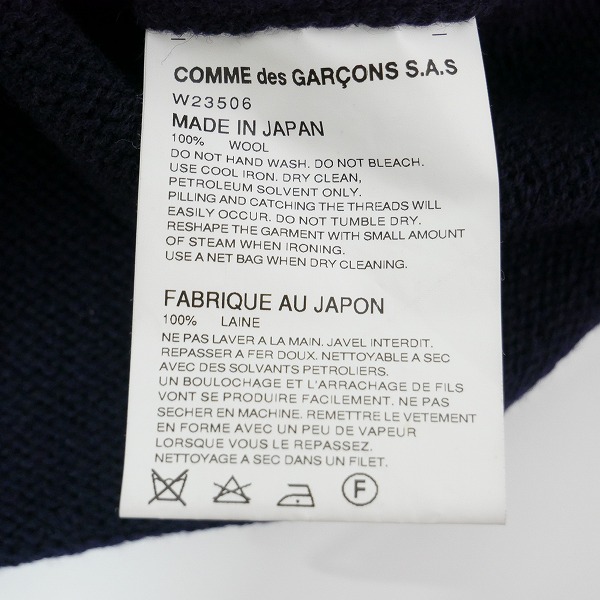 COMME des GARÇONS S.A.S
W23506
MADE IN JAPAN
100% WOOL
DO NOT HAND WASH. DO NOT BLEACH.
USE COOL IRON. DRY CLEAN,
PETROLEUM SOLVENT ONLY.
PILLING AND CATCHING THE THREADS WILL
EASILY OCCUR. DO NOT TUMBLE DRY.
RESHAPE THE GARMENT WITH SMALL AMOUNT
OF STEAM WHEN IRONING.
USE A NET BAG WHEN DRY CLEANING.
FABRIQUE AU JAPON
100% LAINE
NE PAS LAVER A LA MAIN. JAVEL INTERDIT.
REPASSER A FER DOUX. NETTOYABLE A SEC
AVEC DES SOLVANTS PETROLIERS.
UN BOULOCHAGE ET L'ARRACHAGE DE FILS
VONT SE PRODUIRE FACILEMENT. NE PAS
SECHER EN MACHINE. REMETTRE LE VETEMENT
EN FORME AVEC UN PEU DE VAPEUR
LORSQUE VOUS LE REPASSEZ.
NETTOYAGE A SEC DANS UN FILET.
F